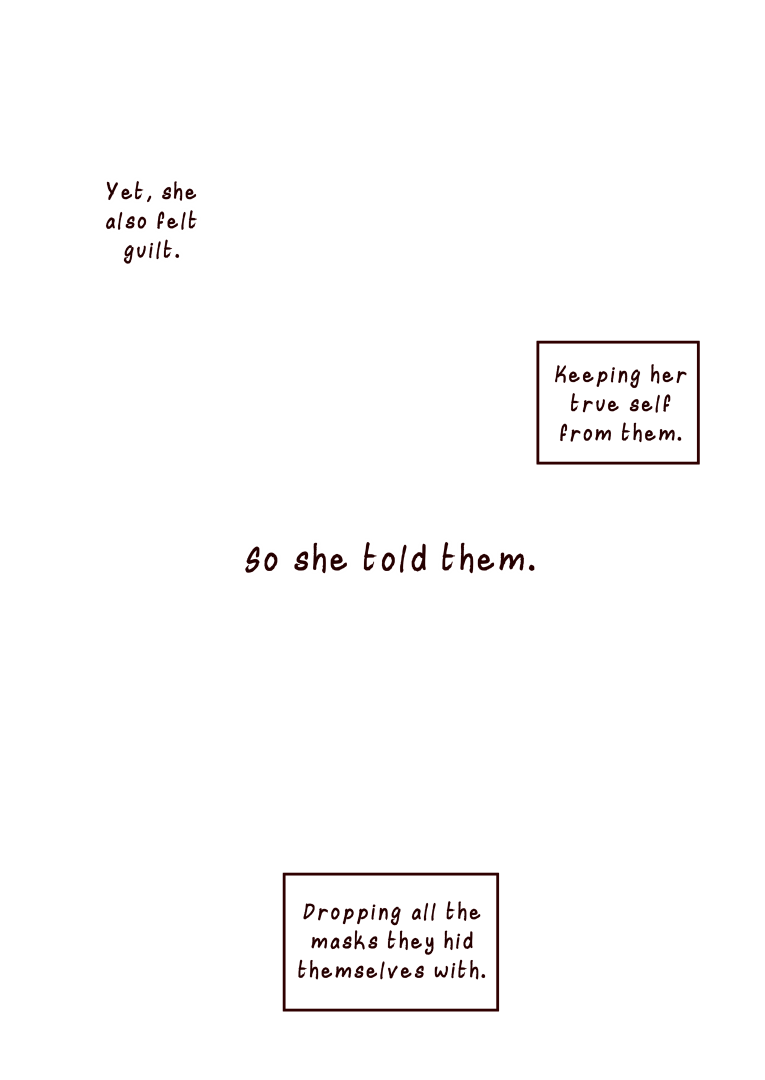 Yet, she
also felt
guilt.
Keeping her
true self
from them.
So she told them.
Dropping all the
masks they hid
themselves with.